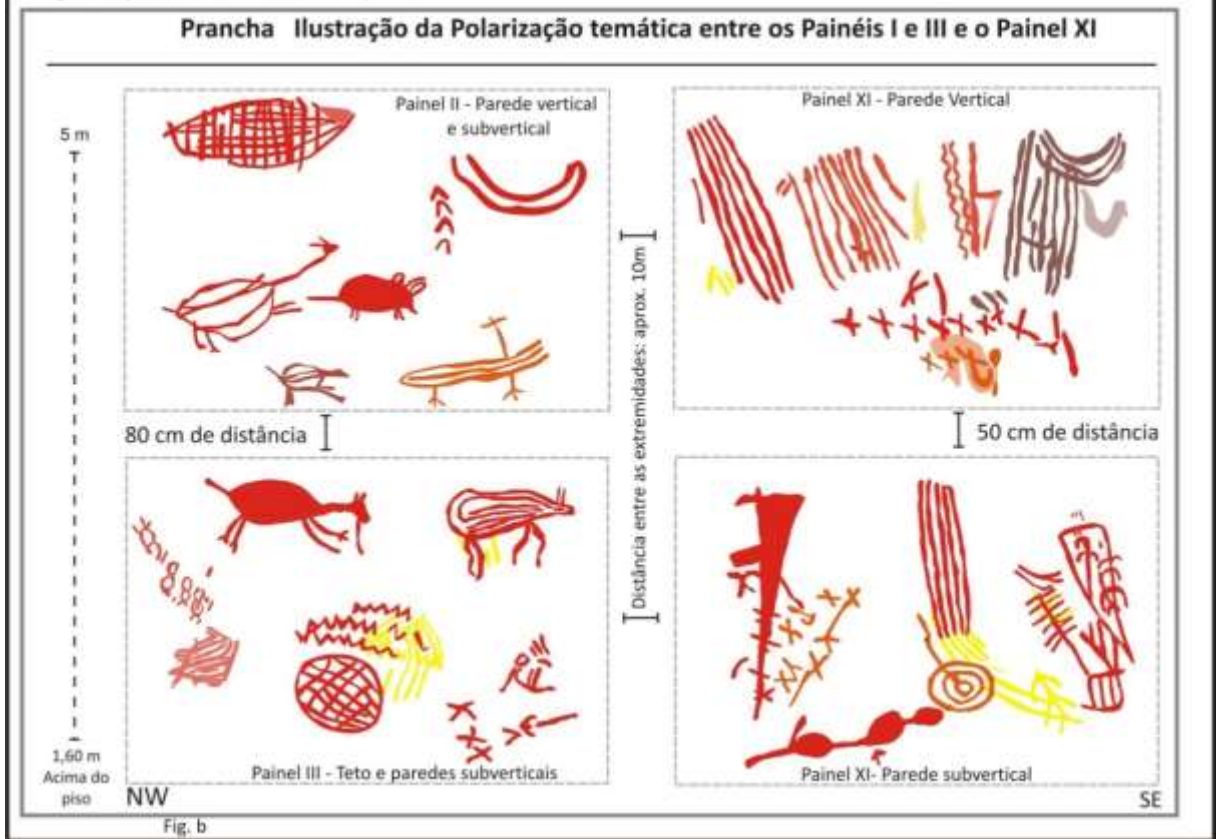 Prancha Ilustração da Polarização temática entre os Painéis I e III e o Painel XI
5 m
Painel II - Parede vertical
e subvertical
Painel XI - Parede Vertical
Distância entre as extremidades: aprox. 10m
80 cm de distância
50 cm de distância
1,60 m
Acima do
piso
Painel III - Teto e paredes subverticais
Painel XI- Parede subvertical
NW
SE
Fig. b